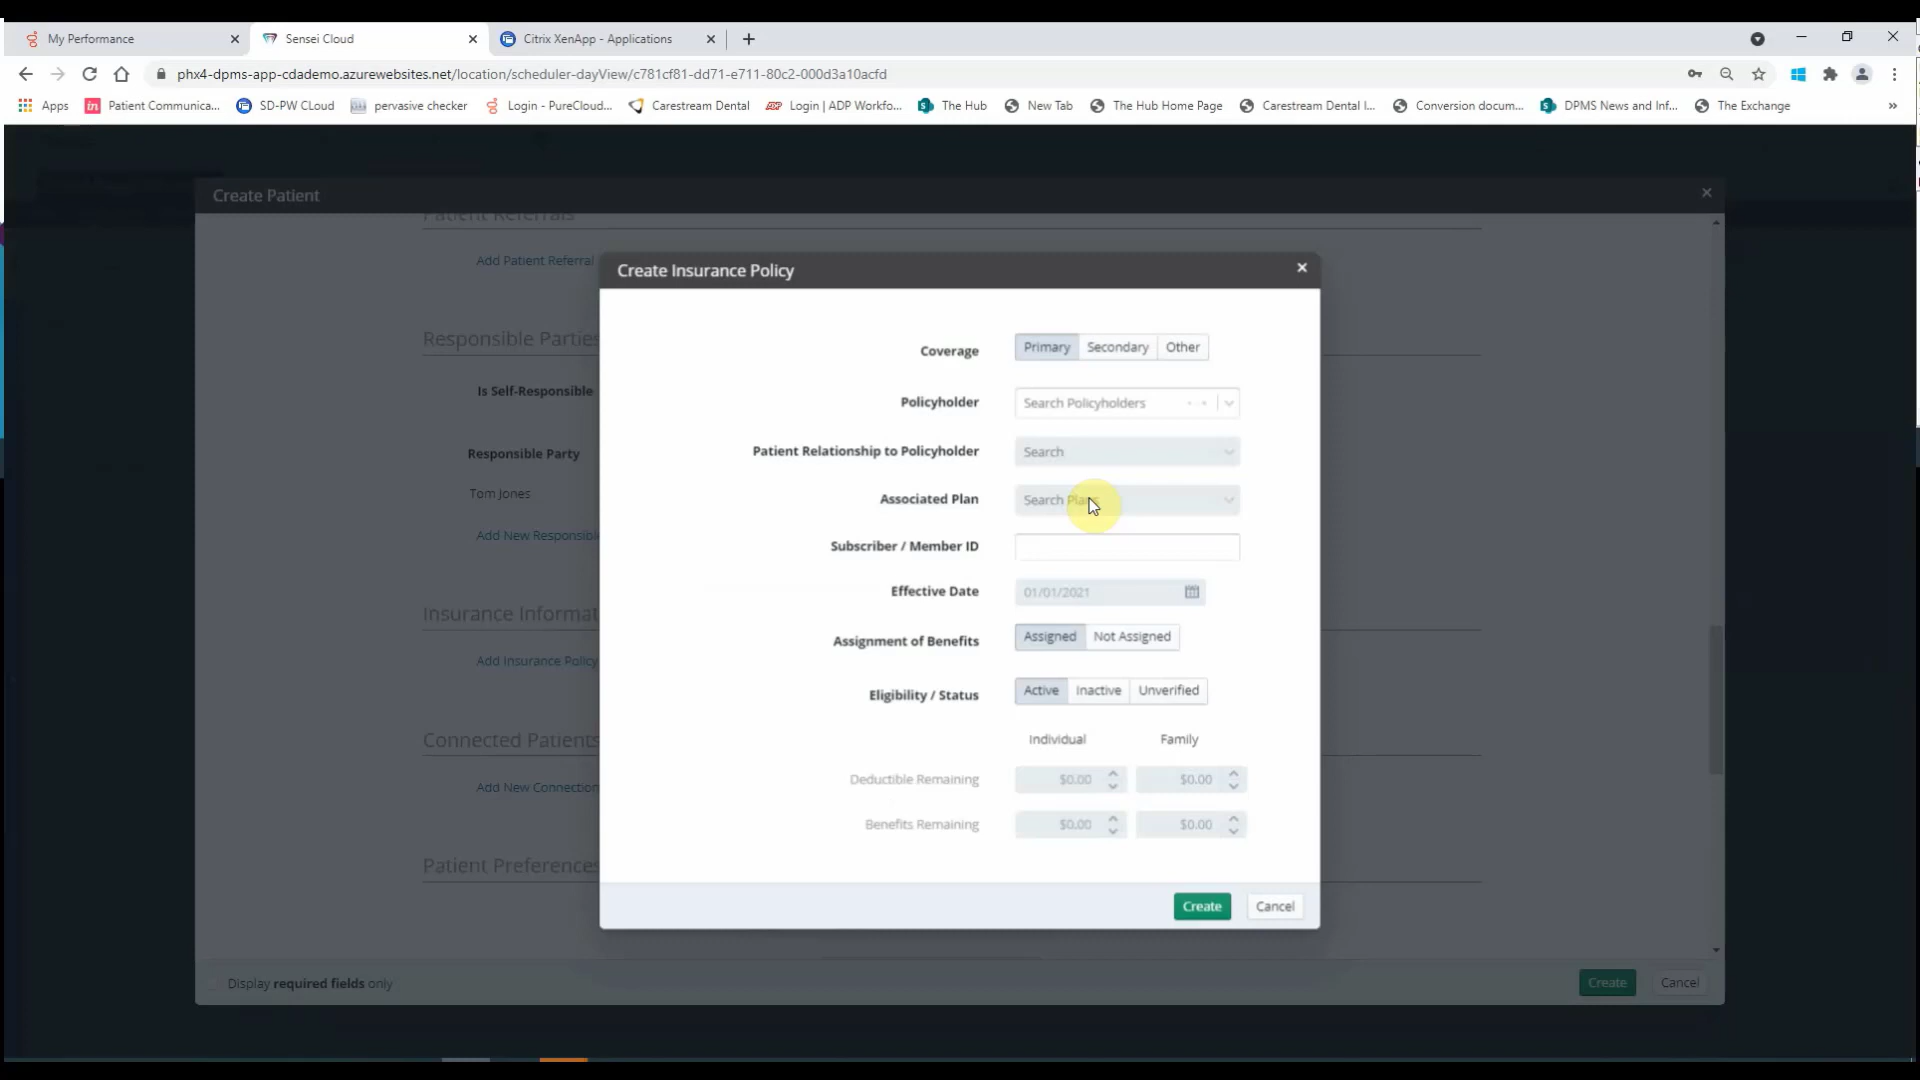 My Performance
Sensei Cloud
Citrix XenApp - Applications
phx4-dpms-app-cdademo.azurewebsites.net/location/scheduler-dayView/c781cf81-dd71-e711-80c2-000d3a10acfd
Apps
Patient Communica...
SD-PW CLoud
pervasive checker
Login - PureCloud...
Carestream Dental
Login | ADP Workfo...
The Hub
New Tab
The Hub Home Page
Carestream Dental I...
Conversion docum...
DPMS News and Inf...
The Exchange
»
Create Patient
Patient Referrals
Add Patient Referral
Responsible Parties
Is Self-Responsible
Responsible Party
Tom Jones
Add New Responsibl
Insurance Informat
Add Insurance Policy
Connected Patients
Add New Connection
Patient Preferences
Display required fields only
Create
Cancel
Create Insurance Policy
Coverage
Primary
Secondary
Other
Policyholder
Search Policyholders
Patient Relationship to Policyholder
Search
Associated Plan
Search Plans
Subscriber / Member ID
Effective Date
01/01/2021
Assignment of Benefits
Assigned
Not Assigned
Eligibility / Status
Active
Inactive
Unverified
Individual
Family
Deductible Remaining
$0.00
$0.00
Benefits Remaining
$0.00
$0.00
Create
Cancel